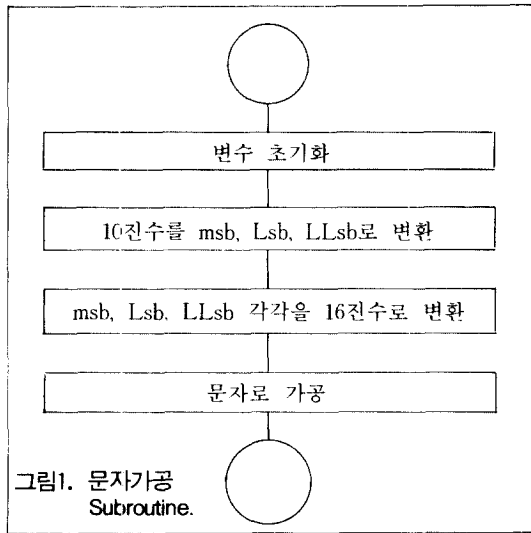 변수 초기화
10진수를 msb, Lsb, LLsb로 변환
msb, Lsb, LLsb 각각을 16진수로 변환
문자로 가공
그림1. 문자가공
Subroutine.